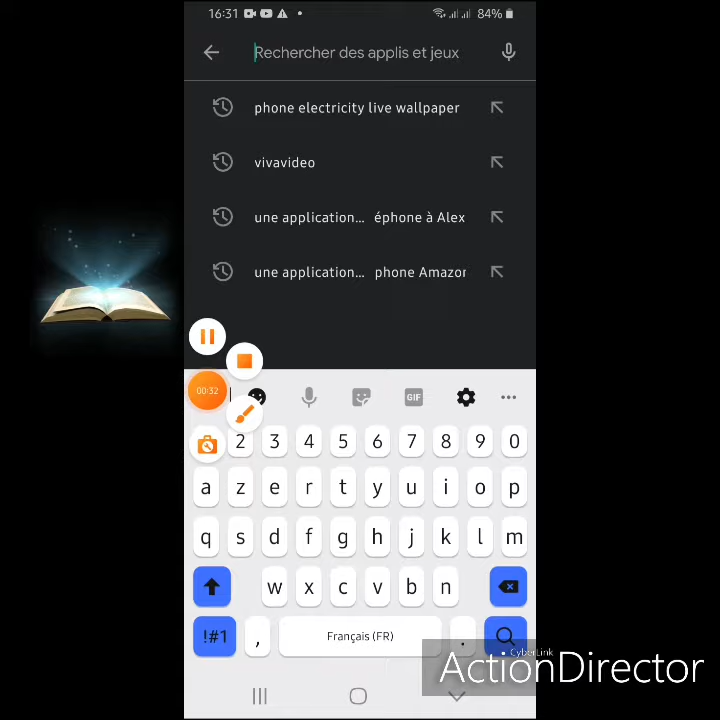 16:31 84%
Rechercher des applis et jeux
phone electricity live wallpaper
vivavideo
une application... éphone à Alex
une application... phone Amazon
00:32
GIF
2 3 4 5 6 7 8 9 0
a z e r t y u i o p
q s d f g h j k l m
w x c v b n
!#1 , Français (FR) .
CyberLink
ActionDirector